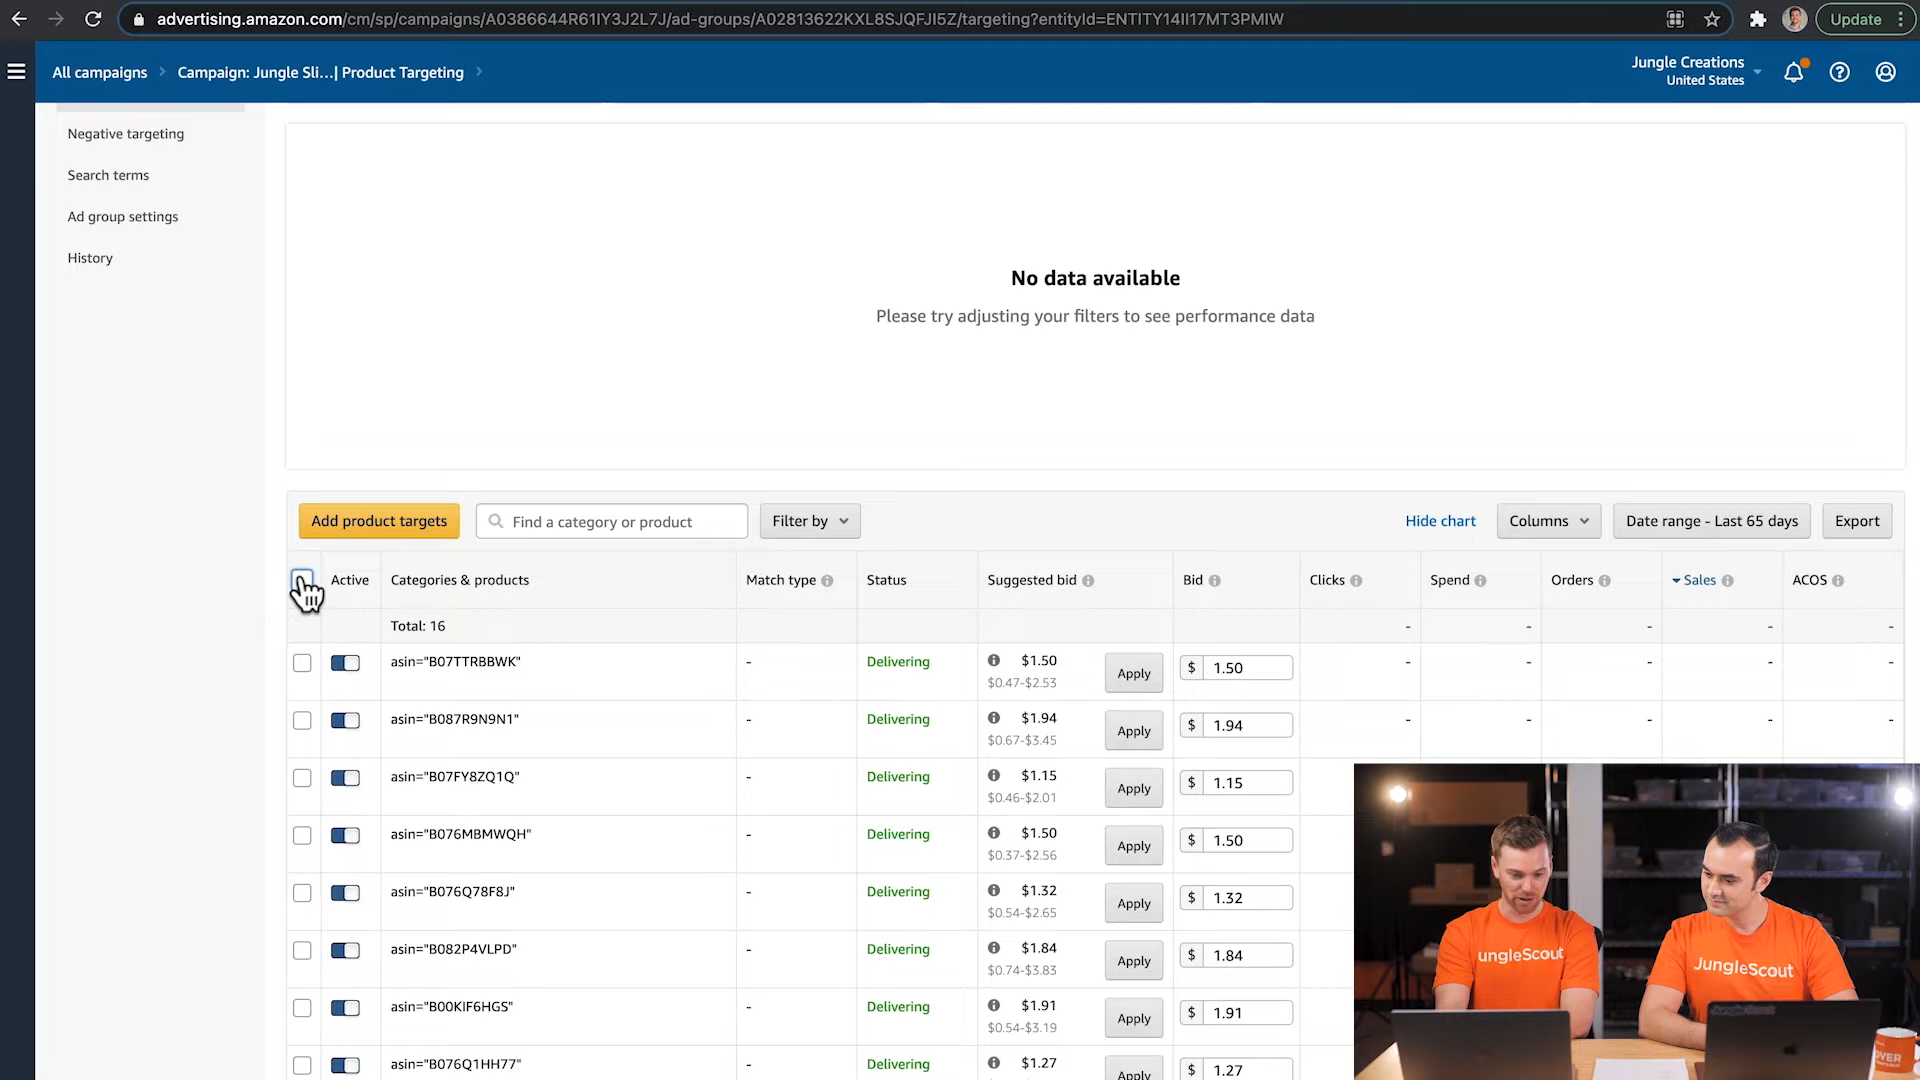 advertising.amazon.com/cm/sp/campaigns/A0386644R61IY3J2L7J/ad-groups/A02813622KXL8SJQFJI5Z/targeting?entityId=ENTITY14II17MT3PMIW
Update
All campaigns
Campaign: Jungle Sli...| Product Targeting
Jungle Creations
United States
Negative targeting
Search terms
Ad group settings
History
No data available
Please try adjusting your filters to see performance data
Add product targets
Find a category or product
Filter by
Hide chart
Columns
Date range - Last 65 days
Export
Active Categories & products Match type Status Suggested bid Bid Clicks Spend Orders Sales ACOS
Total: 16 - - - - -
asin="B07TTRBBWK" - Delivering $1.50 Apply $ 1.50 - - - - -
$0.47-$2.53
asin="B087R9N9N1" - Delivering $1.94 Apply $ 1.94 - - - - -
$0.67-$3.45
asin="B07FY8ZQ1Q" - Delivering $1.15 Apply $ 1.15
$0.46-$2.01
asin="B076MBMWQH" - Delivering $1.50 Apply $ 1.50
$0.37-$2.56
asin="B076Q78F8J" - Delivering $1.32 Apply $ 1.32
$0.54-$2.65
asin="B082P4VLPD" - Delivering $1.84 Apply $ 1.84
$0.74-$3.83
asin="B00KIF6HGS" - Delivering $1.91 Apply $ 1.91
$0.54-$3.19
asin="B076Q1HH77" - Delivering $1.27 Apply $ 1.27
ungleScout
JungleScout
JungleScout
OVER